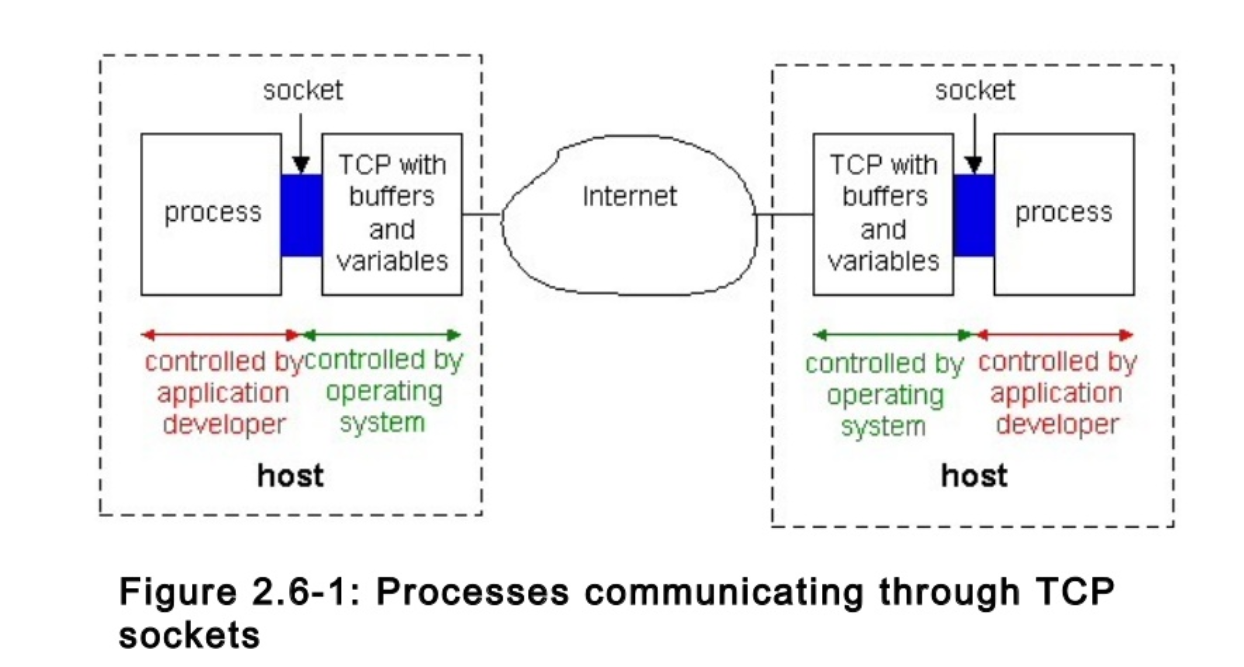 socket
process
TCP with
buffers
and
variables
controlled by
application
developer
controlled by
operating
system
host
Internet
socket
TCP with
buffers
and
variables
process
controlled by
operating
system
controlled by
application
developer
host
Figure 2.6-1: Processes communicating through TCP
sockets